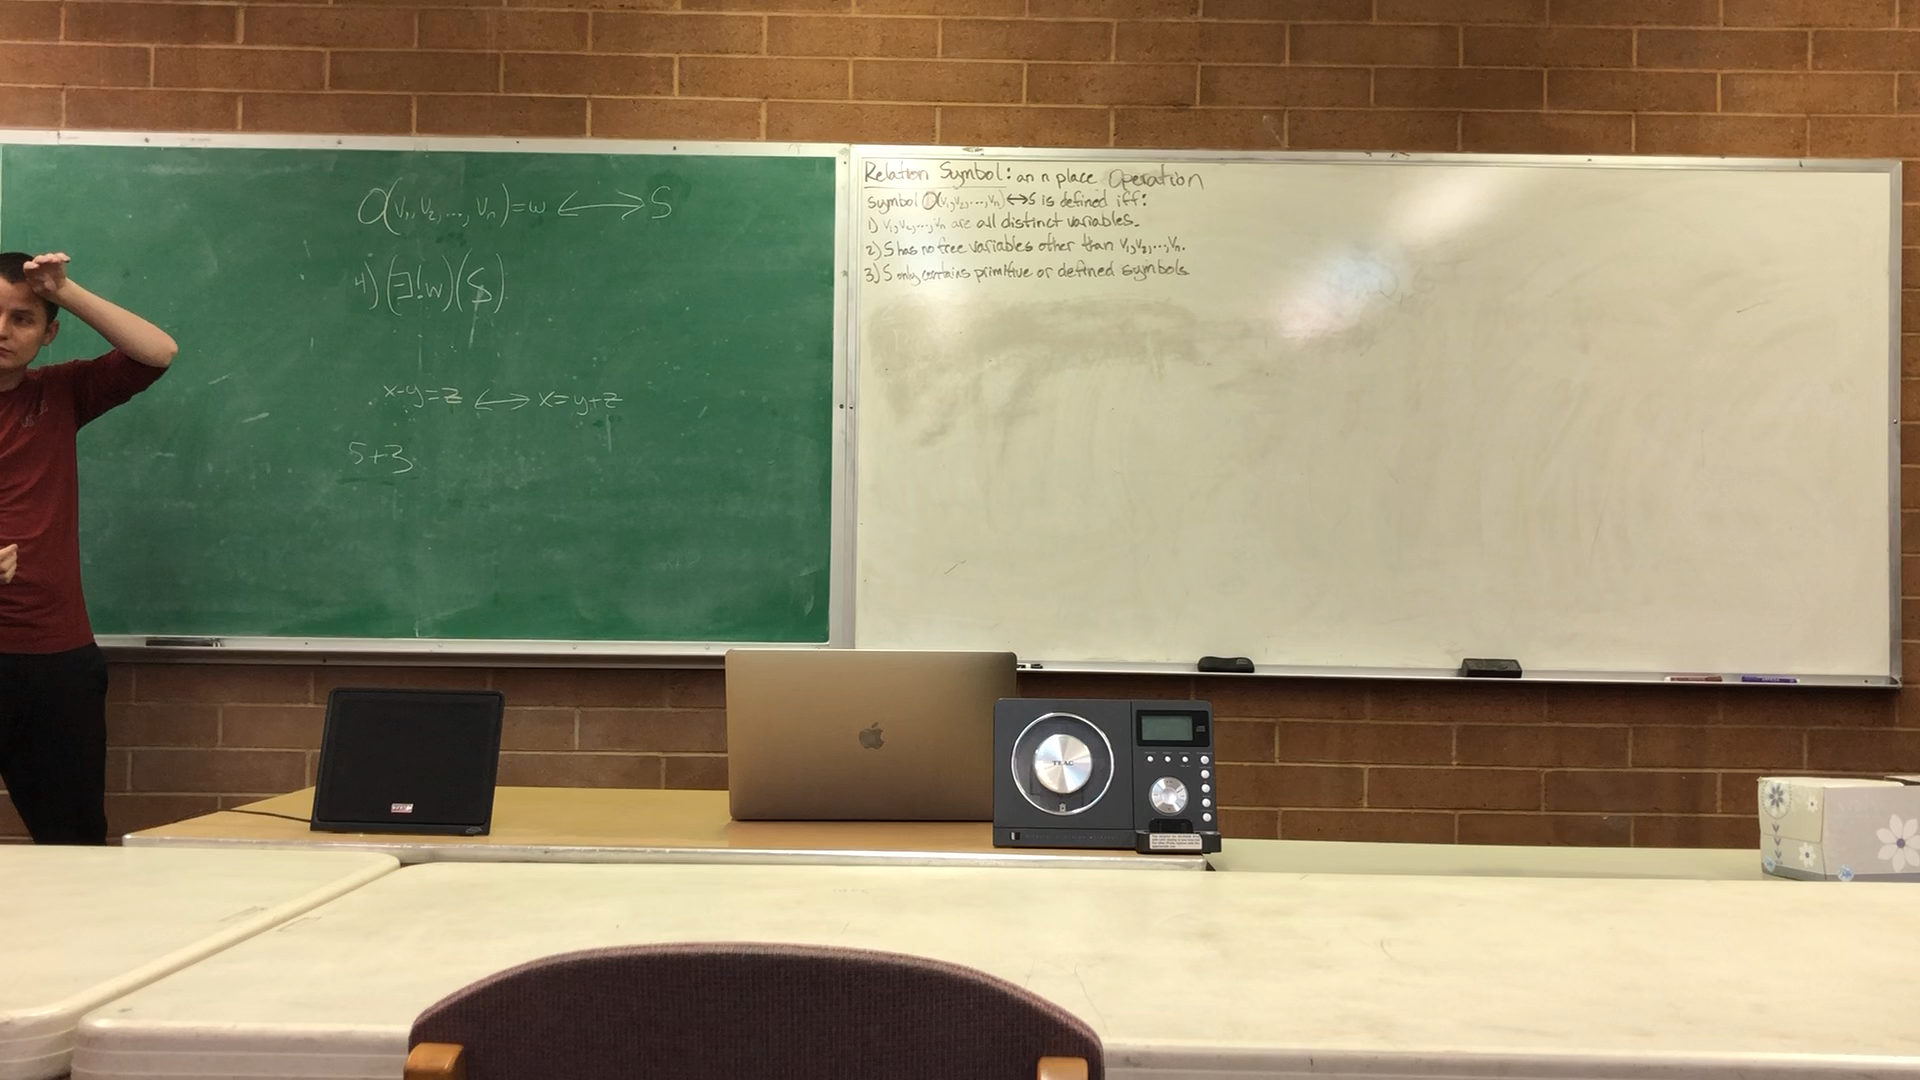 O(v₁, v₂, ..., vₙ) = w ⟷ S
4) (∃!w)(S)
x-y=z ⟷ x=y+z
5+3
Relation Symbol: an n place Operation
symbol O(v₁,v₂,...,vₙ)⟷S is defined iff:
1) v₁,v₂,...,vₙ are all distinct variables.
2) S has no free variables other than v₁,v₂,...,vₙ.
3) S only contains primitive or defined symbols
TEAC